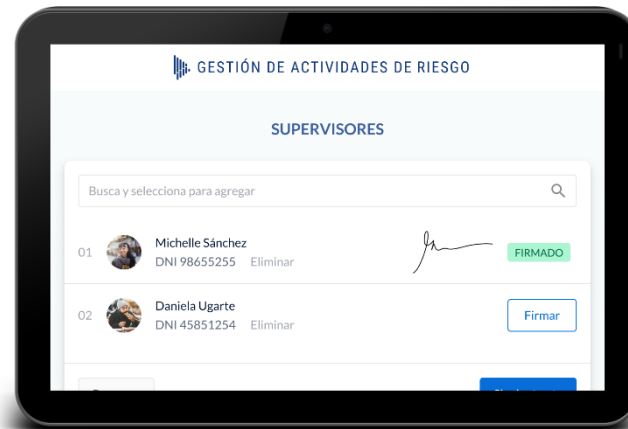 GESTIÓN DE ACTIVIDADES DE RIESGO
SUPERVISORES
Busca y selecciona para agregar
01
Michelle Sánchez
DNI 98655255 Eliminar
FIRMADO
02
Daniela Ugarte
DNI 45851254 Eliminar
Firmar